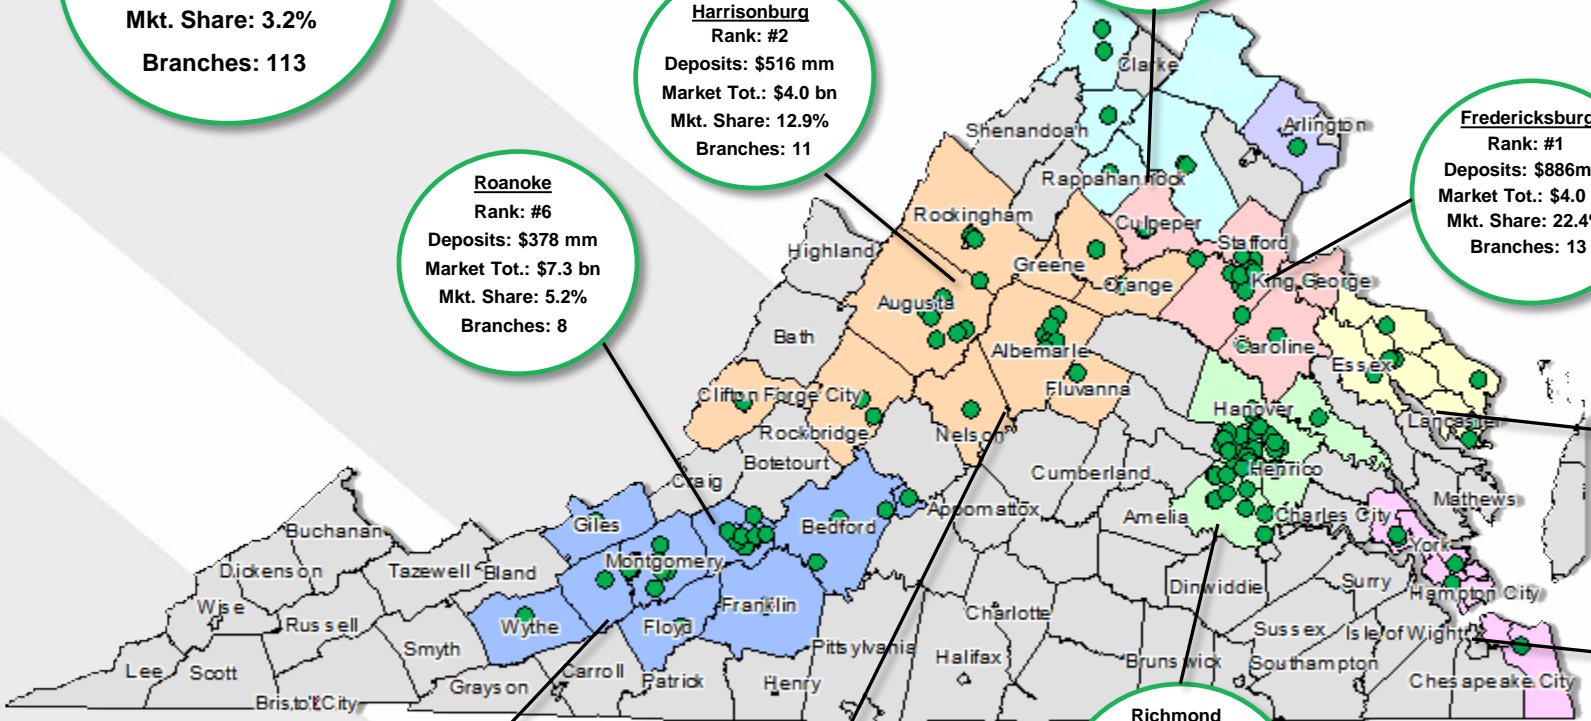 Mkt. Share: 3.2%
Branches: 113
Harrisonburg
Rank: #2
Deposits: $516 mm
Market Tot.: $4.0 bn
Mkt. Share: 12.9%
Branches: 11
Roanoke
Rank: #6
Deposits: $378 mm
Market Tot.: $7.3 bn
Mkt. Share: 5.2%
Branches: 8
Fredericksburg
Rank: #1
Deposits: $886m
Market Tot.: $4.0
Mkt. Share: 22.4%
Branches: 13
Clarke
Shenandoah
Arlington
Rappahannock
Rockingham
Culpeper
Stafford
Highland
Greene
Orange
King George
Augusta
Bath
Albemarle
Caroline
Essex
Clifton Forge City
Fluvanna
Hanover
Rockbridge
Nelson
Lancaster
Botetourt
Craig
Cumberland
Henrico
Mathews
Buchanan
Giles
Bedford
Appomattox
Amelia
Charles City
York
Dickenson
Tazewell
Bland
Montgomery
Dinwiddie
Surry
Hampton City
Wise
Russell
Wythe
Floyd
Franklin
Charlotte
Sussex
Isle of Wight
Smyth
Pittsylvania
Lee
Scott
Carroll
Patrick
Henry
Halifax
Brunswick
Southampton
Chesapeake City
Grayson
Bristol City
Richmond